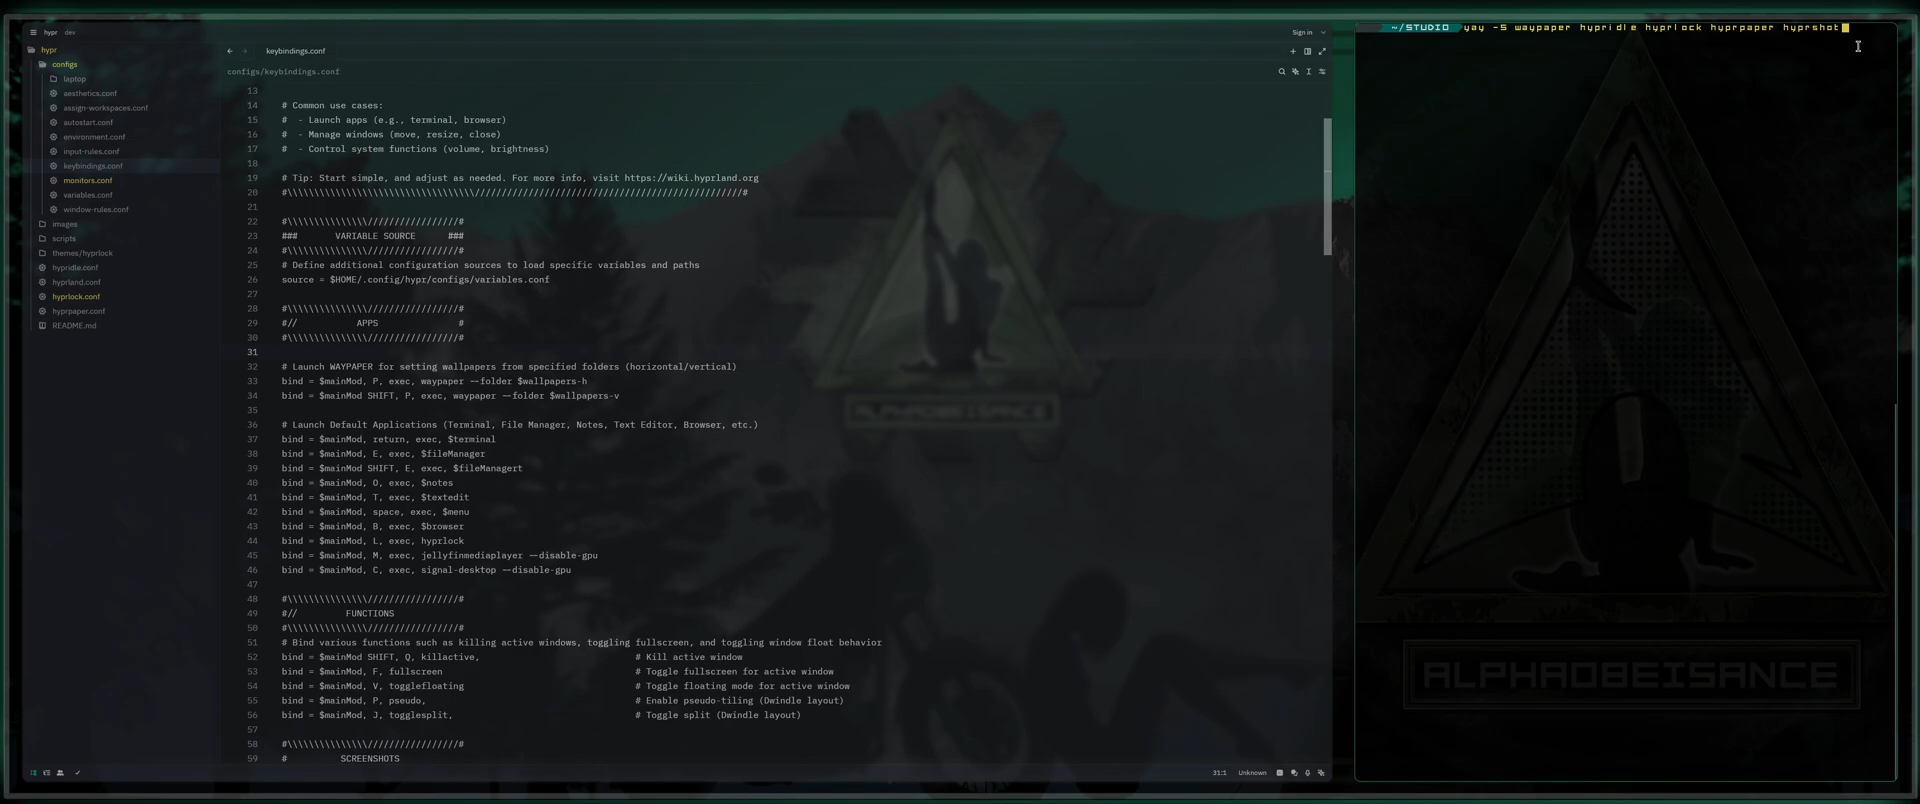 hypr dev
Sign in
hypr
configs
laptop
aesthetics.conf
assign-workspaces.conf
autostart.conf
environment.conf
input-rules.conf
keybindings.conf
monitors.conf
variables.conf
window-rules.conf
images
scripts
themes/hyprlock
hypridle.conf
hyprland.conf
hyprlock.conf
hyprpaper.conf
README.md
keybindings.conf
configs/keybindings.conf
13
14 # Common use cases:
15 #  - Launch apps (e.g., terminal, browser)
16 #  - Manage windows (move, resize, close)
17 #  - Control system functions (volume, brightness)
18
19 # Tip: Start simple, and adjust as needed. For more info, visit https://wiki.hyprland.org
20 #\\\\\\\\\\\\\\\\\\\\\\\\\\\\\\\\\\\//////////////////////////////////////////////////#
21
22 #\\\\\\\\\\\\\\\/////////////////#
23 ###       VARIABLE SOURCE      ###
24 #\\\\\\\\\\\\\\\/////////////////#
25 # Define additional configuration sources to load specific variables and paths
26 source = $HOME/.config/hypr/configs/variables.conf
27
28 #\\\\\\\\\\\\\\\/////////////////#
29 #//           APPS               #
30 #\\\\\\\\\\\\\\\/////////////////#
31
32 # Launch WAYPAPER for setting wallpapers from specified folders (horizontal/vertical)
33 bind = $mainMod, P, exec, waypaper --folder $wallpapers-h
34 bind = $mainMod SHIFT, P, exec, waypaper --folder $wallpapers-v
35
36 # Launch Default Applications (Terminal, File Manager, Notes, Text Editor, Browser, etc.)
37 bind = $mainMod, return, exec, $terminal
38 bind = $mainMod, E, exec, $fileManager
39 bind = $mainMod SHIFT, E, exec, $fileManagert
40 bind = $mainMod, O, exec, $notes
41 bind = $mainMod, T, exec, $textedit
42 bind = $mainMod, space, exec, $menu
43 bind = $mainMod, B, exec, $browser
44 bind = $mainMod, L, exec, hyprlock
45 bind = $mainMod, M, exec, jellyfinmediaplayer --disable-gpu
46 bind = $mainMod, C, exec, signal-desktop --disable-gpu
47
48 #\\\\\\\\\\\\\\\/////////////////#
49 #//         FUNCTIONS
50 #\\\\\\\\\\\\\\\/////////////////#
51 # Bind various functions such as killing active windows, toggling fullscreen, and toggling window float behavior
52 bind = $mainMod SHIFT, Q, killactive, # Kill active window
53 bind = $mainMod, F, fullscreen # Toggle fullscreen for active window
54 bind = $mainMod, V, togglefloating # Toggle floating mode for active window
55 bind = $mainMod, P, pseudo, # Enable pseudo-tiling (Dwindle layout)
56 bind = $mainMod, J, togglesplit, # Toggle split (Dwindle layout)
57
58 #\\\\\\\\\\\\\\\/////////////////#
59 #          SCREENSHOTS
31:1 Unknown
~/STUDIO yay -S waypaper hypridle hyprlock hyprpaper hyprshot
ALPHAOBEISANCE
ALPHAOBEISANCE